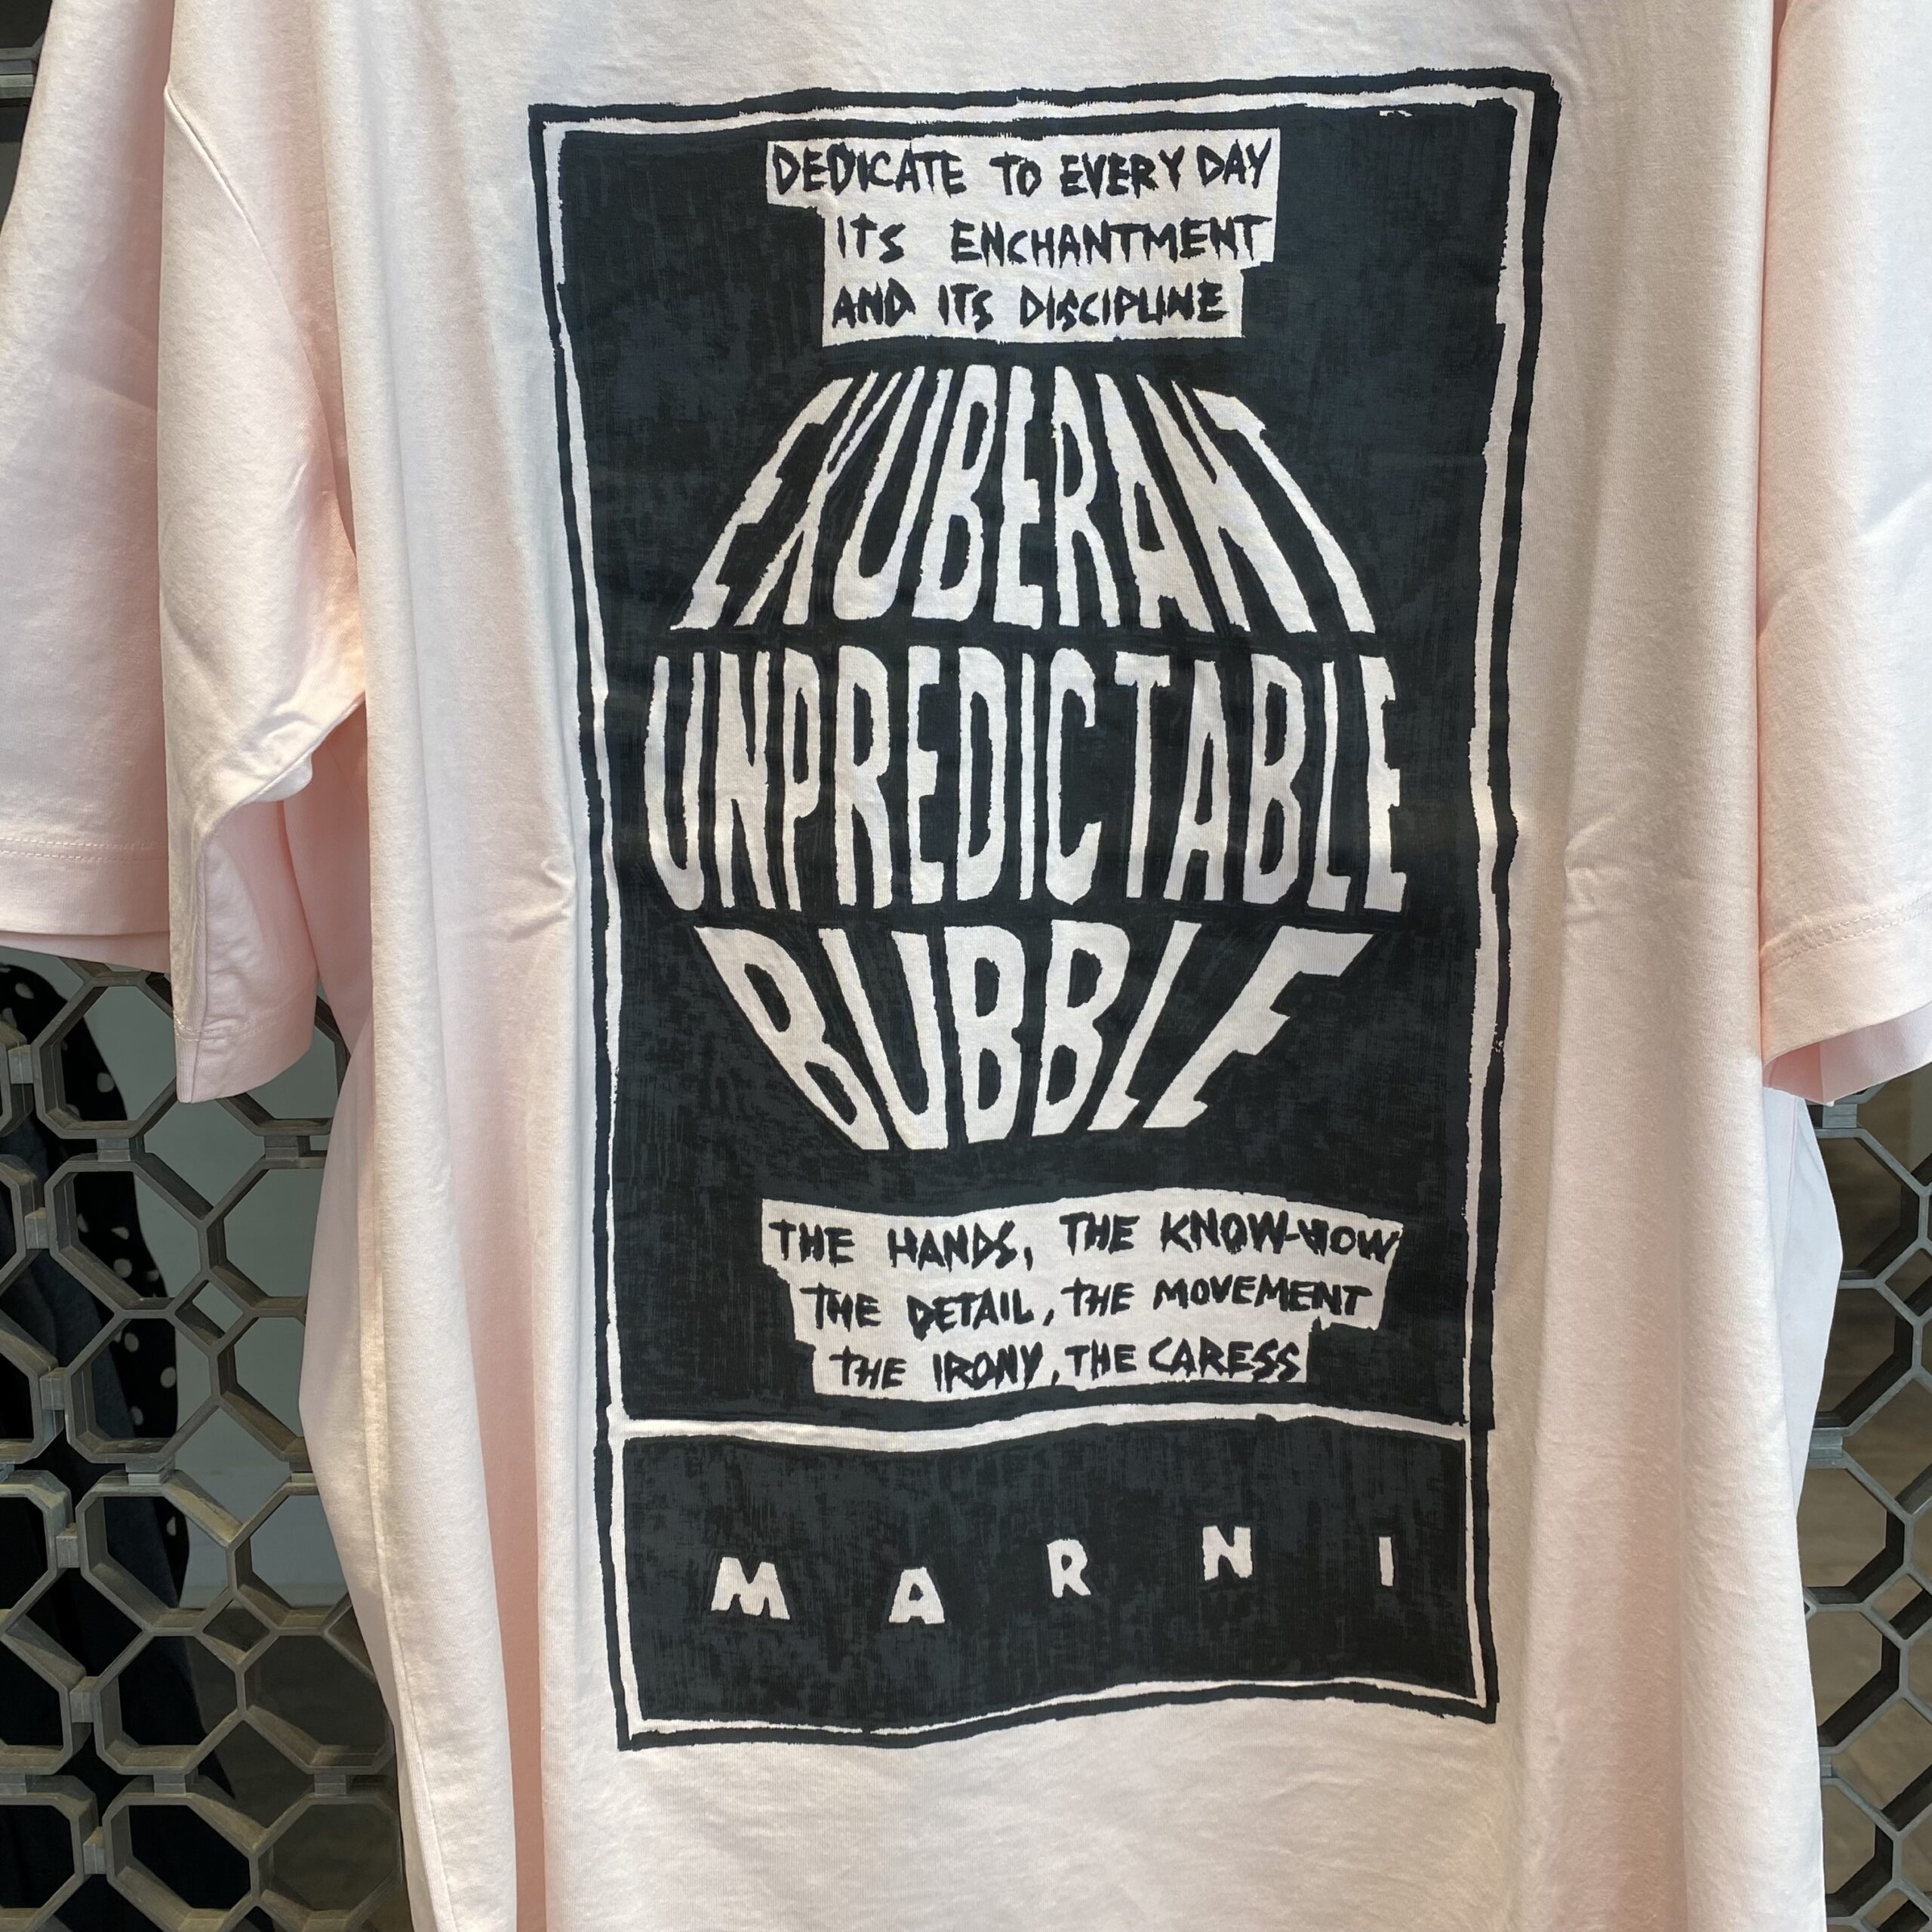 DEDICATE TO EVERY DAY
ITS ENCHANTMENT
AND ITS DISCIPLINE
EXUBERANT
UNPREDICTABLE
BUBBLE
THE HANDS, THE KNOW-HOW
THE DETAIL, THE MOVEMENT
THE IRONY, THE CARESS
MARNI